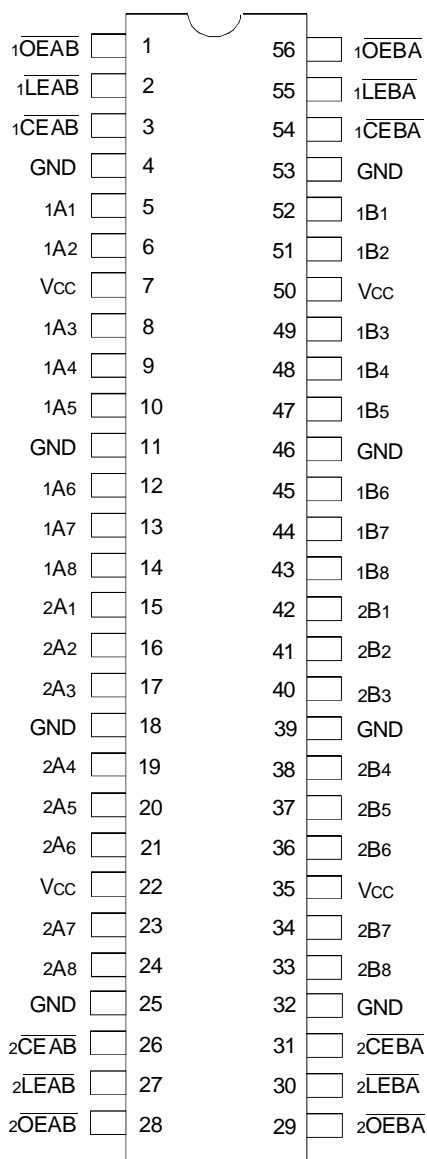 1OEAB 1 56 1OEBA
1LEAB 2 55 1LEBA
1CEAB 3 54 1CEBA
GND 4 53 GND
1A1 5 52 1B1
1A2 6 51 1B2
VCC 7 50 VCC
1A3 8 49 1B3
1A4 9 48 1B4
1A5 10 47 1B5
GND 11 46 GND
1A6 12 45 1B6
1A7 13 44 1B7
1A8 14 43 1B8
2A1 15 42 2B1
2A2 16 41 2B2
2A3 17 40 2B3
GND 18 39 GND
2A4 19 38 2B4
2A5 20 37 2B5
2A6 21 36 2B6
VCC 22 35 VCC
2A7 23 34 2B7
2A8 24 33 2B8
GND 25 32 GND
2CEAB 26 31 2CEBA
2LEAB 27 30 2LEBA
2OEAB 28 29 2OEBA